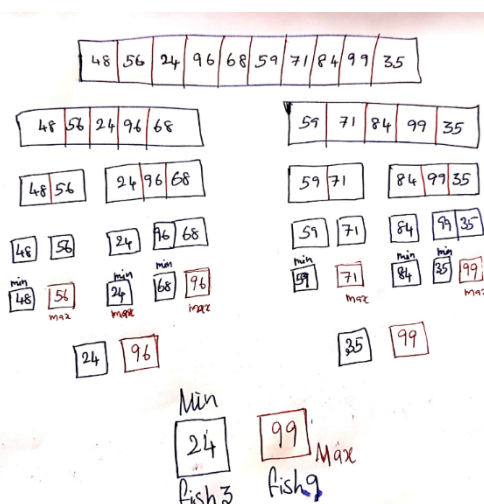 48 56 24 96 68 59 71 84 99 35
48 56 24 96 68
59 71 84 99 35
48 56
24 96 68
59 71
84 99 35
48 56
24
96 68
59 71
84
99 35
min
min
min
min
min
min
48 56
24
68 96
59 71
84
35 99
max
max
max
max
max
24 96
35 99
Min
24 99 Max
fish3 fish9